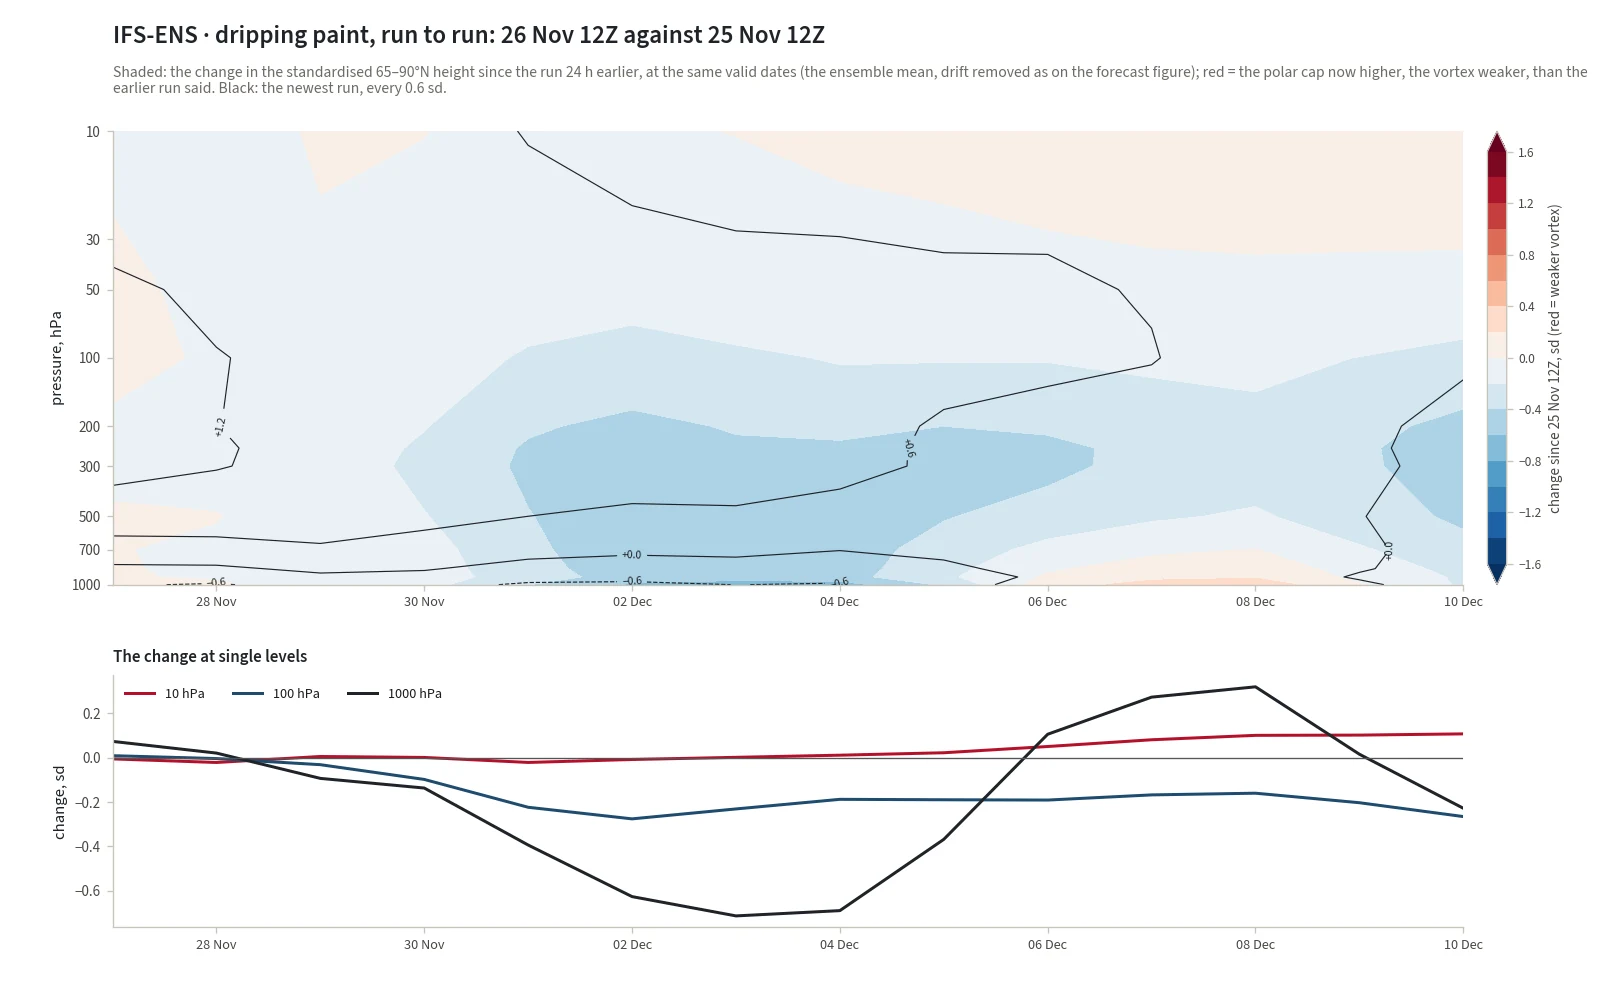 IFS-ENS · dripping paint, run to run: 26 Nov 12Z against 25 Nov 12Z
Shaded: the change in the standardised 65–90°N height since the run 24 h earlier, at the same valid dates (the ensemble mean, drift removed as on the forecast figure); red = the polar cap now higher, the vortex weaker, than the
earlier run said. Black: the newest run, every 0.6 sd.
pressure, hPa
10
30
50
100
200
300
500
700
1000
+1.2
+0.6
+0.0
+0.0
−0.6
−0.6
−0.6
28 Nov
30 Nov
02 Dec
04 Dec
06 Dec
08 Dec
10 Dec
1.6
1.2
0.8
0.4
0.0
−0.4
−0.8
−1.2
−1.6
change since 25 Nov 12Z, sd (red = weaker vortex)
The change at single levels
10 hPa
100 hPa
1000 hPa
change, sd
0.2
0.0
−0.2
−0.4
−0.6
28 Nov
30 Nov
02 Dec
04 Dec
06 Dec
08 Dec
10 Dec